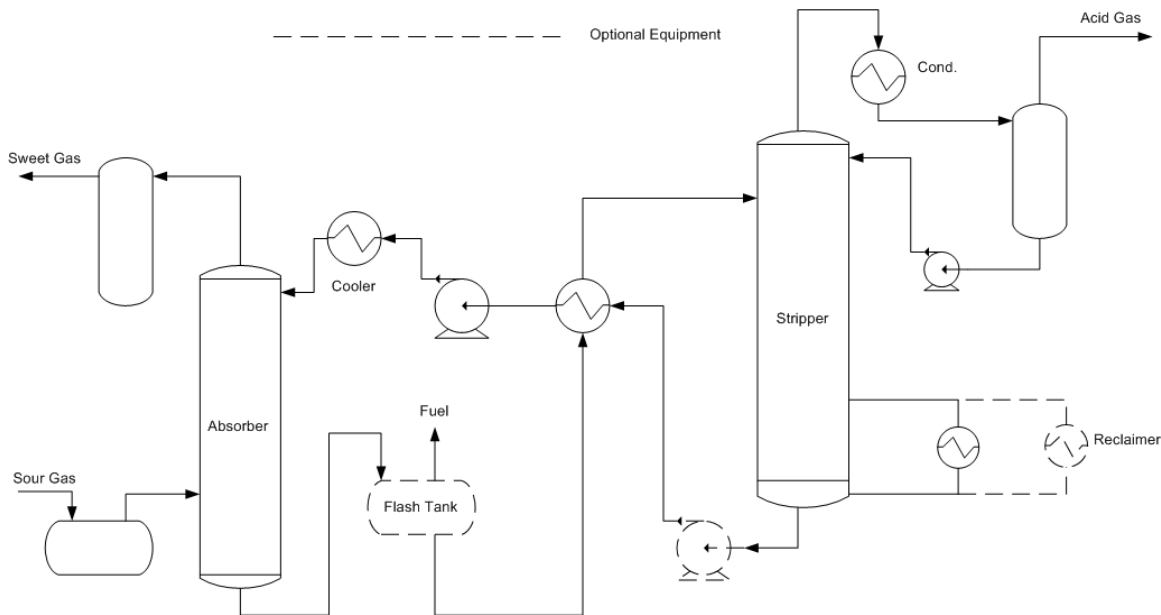 Optional Equipment
Acid Gas
Cond.
Sweet Gas
Cooler
Stripper
Absorber
Fuel
Reclaimer
Sour Gas
Flash Tank